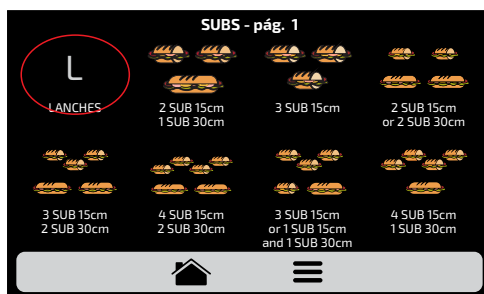 SUBS - pág. 1
L
LANCHES
2 SUB 15cm
1 SUB 30cm
3 SUB 15cm
2 SUB 15cm
or 2 SUB 30cm
3 SUB 15cm
2 SUB 30cm
4 SUB 15cm
2 SUB 30cm
3 SUB 15cm
or 1 SUB 15cm
and 1 SUB 30cm
4 SUB 15cm
1 SUB 30cm